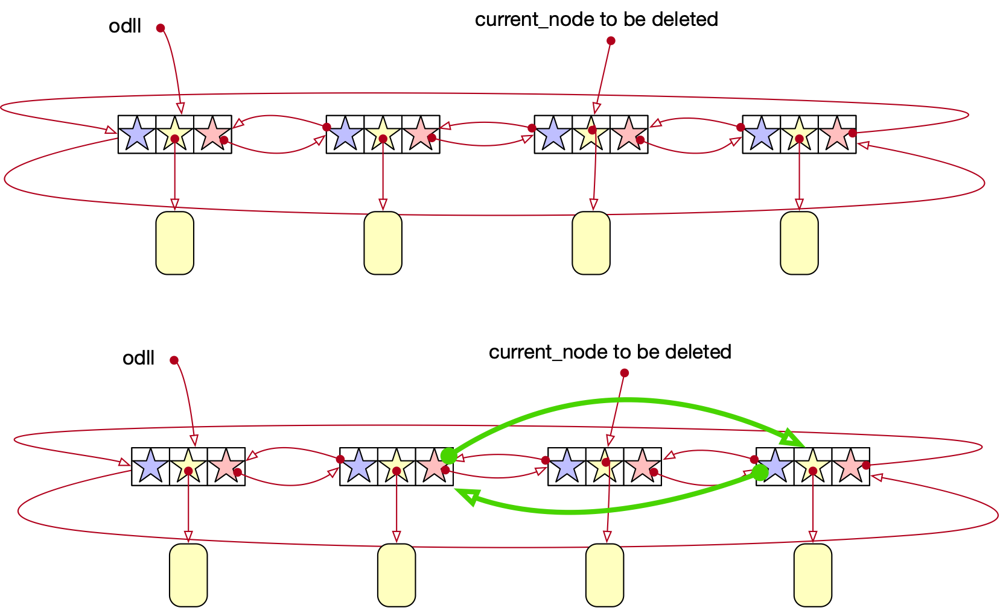 odll
current_node to be deleted
odll
current_node to be deleted